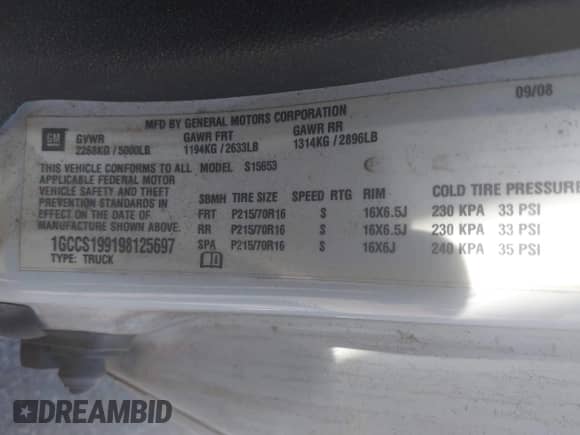 09/08
MFD BY GENERAL MOTORS CORPORATION
GM
GVWR GAWR FRT GAWR RR
2268KG / 5000LB 1194KG / 2633LB 1314KG / 2896LB
THIS VEHICLE CONFORMS TO ALL MODEL S15653
APPLICABLE FEDERAL MOTOR
VEHICLE SAFETY AND THEFT
PREVENTION STANDARDS
IN EFFECT ON THE DATE OF
MANUFACTURE SHOWN ABOVE.
1GCCS199198125697
TYPE: TRUCK
SBMH TIRE SIZE SPEED RTG RIM COLD TIRE PRESSURE
FRT P215/70R16 S 16X6.5J 230 KPA 33 PSI
RR P215/70R16 S 16X6.5J 230 KPA 33 PSI
SPA P215/70R16 S 16X6J 240 KPA 35 PSI
DREAMBID